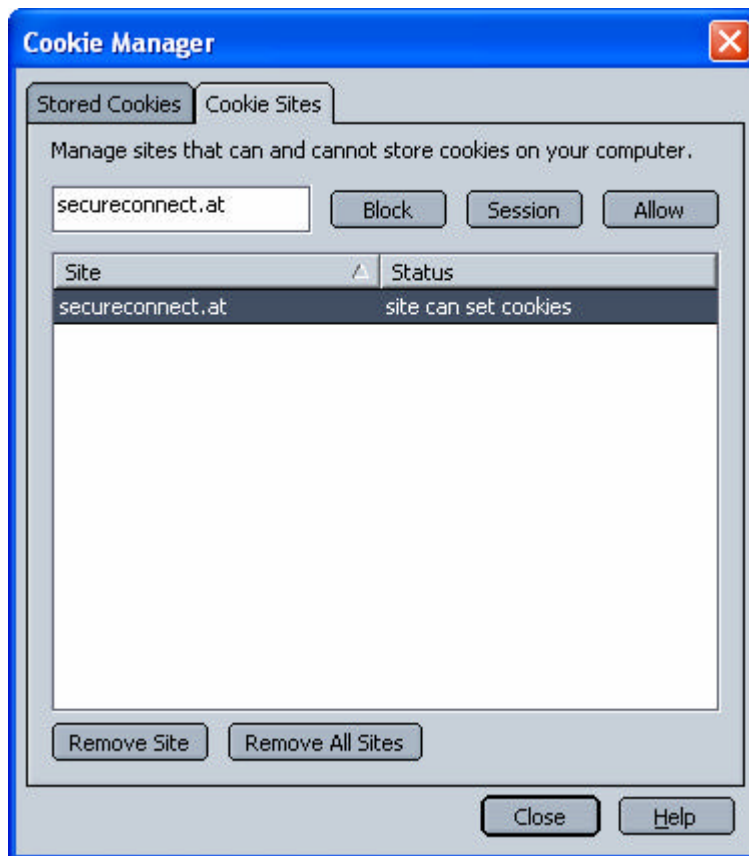 Cookie Manager
Stored Cookies Cookie Sites
Manage sites that can and cannot store cookies on your computer.
secureconnect.at Block Session Allow
Site Status
secureconnect.at site can set cookies
Remove Site Remove All Sites
Close Help